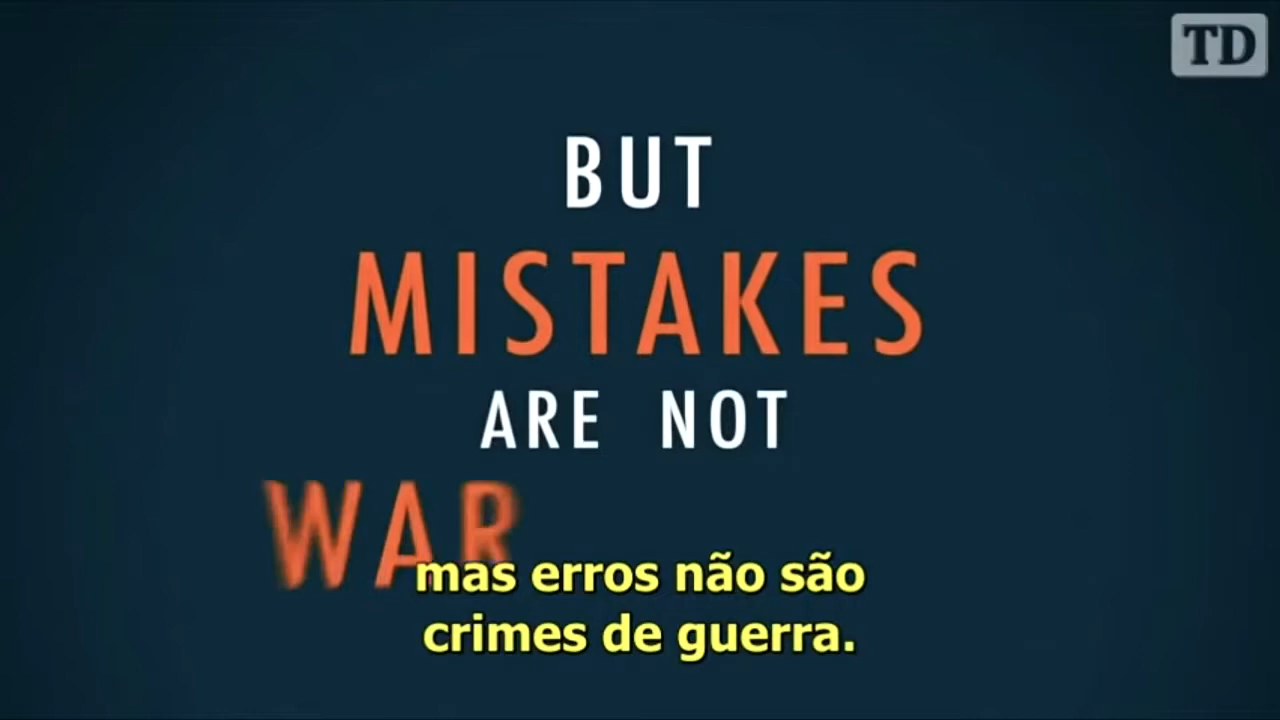 TD
BUT
MISTAKES
ARE NOT
WAR
mas erros não são
crimes de guerra.